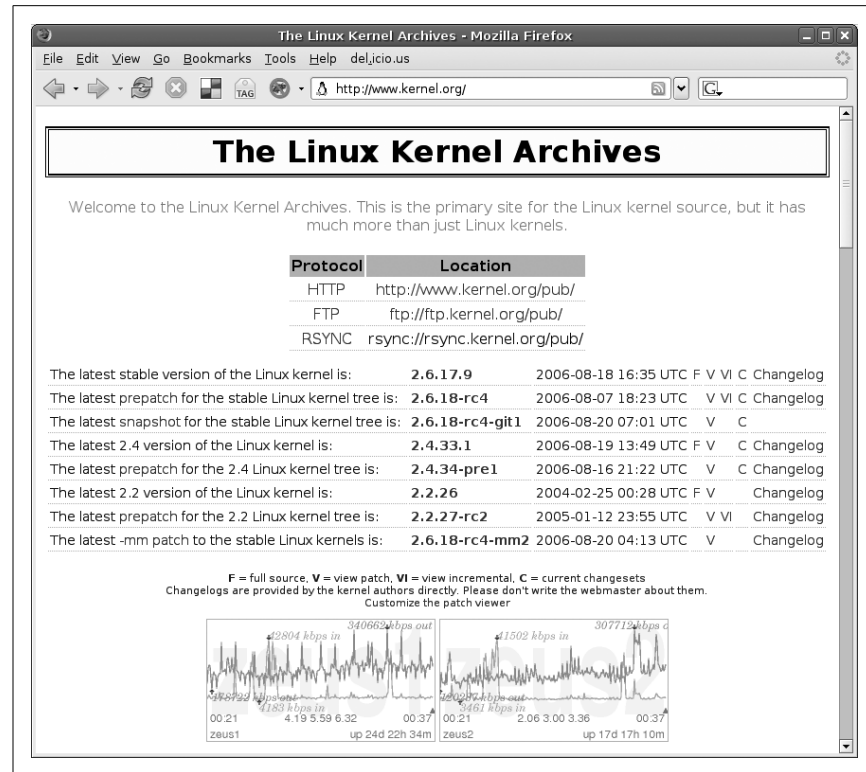 The Linux Kernel Archives - Mozilla Firefox
File Edit View Go Bookmarks Tools Help del.icio.us
TAG http://www.kernel.org/ G
The Linux Kernel Archives
Welcome to the Linux Kernel Archives. This is the primary site for the Linux kernel source, but it has
much more than just Linux kernels.
Protocol Location
HTTP http://www.kernel.org/pub/
FTP ftp://ftp.kernel.org/pub/
RSYNC rsync://rsync.kernel.org/pub/
The latest stable version of the Linux kernel is: 2.6.17.9 2006-08-18 16:35 UTC F V VI C Changelog
The latest prepatch for the stable Linux kernel tree is: 2.6.18-rc4 2006-08-07 18:23 UTC V VI C Changelog
The latest snapshot for the stable Linux kernel tree is: 2.6.18-rc4-git1 2006-08-20 07:01 UTC V C
The latest 2.4 version of the Linux kernel is: 2.4.33.1 2006-08-19 13:49 UTC F V C Changelog
The latest prepatch for the 2.4 Linux kernel tree is: 2.4.34-pre1 2006-08-16 21:22 UTC V C Changelog
The latest 2.2 version of the Linux kernel is: 2.2.26 2004-02-25 00:28 UTC F V Changelog
The latest prepatch for the 2.2 Linux kernel tree is: 2.2.27-rc2 2005-01-12 23:55 UTC V VI Changelog
The latest -mm patch to the stable Linux kernels is: 2.6.18-rc4-mm2 2006-08-20 04:13 UTC V Changelog
F = full source, V = view patch, VI = view incremental, C = current changesets
Changelogs are provided by the kernel authors directly. Please don't write the webmaster about them.
Customize the patch viewer
340662 kbps out 307712 kbps
42804 kbps in 41502 kbps in
zeus1 zeus2
178722 kbps out 120287 kbps out
4183 kbps in 3461 kbps in
00:21 4.19 5.59 6.32 00:37 00:21 2.06 3.00 3.36 00:37
zeus1 up 24d 22h 34m zeus2 up 17d 17h 10m